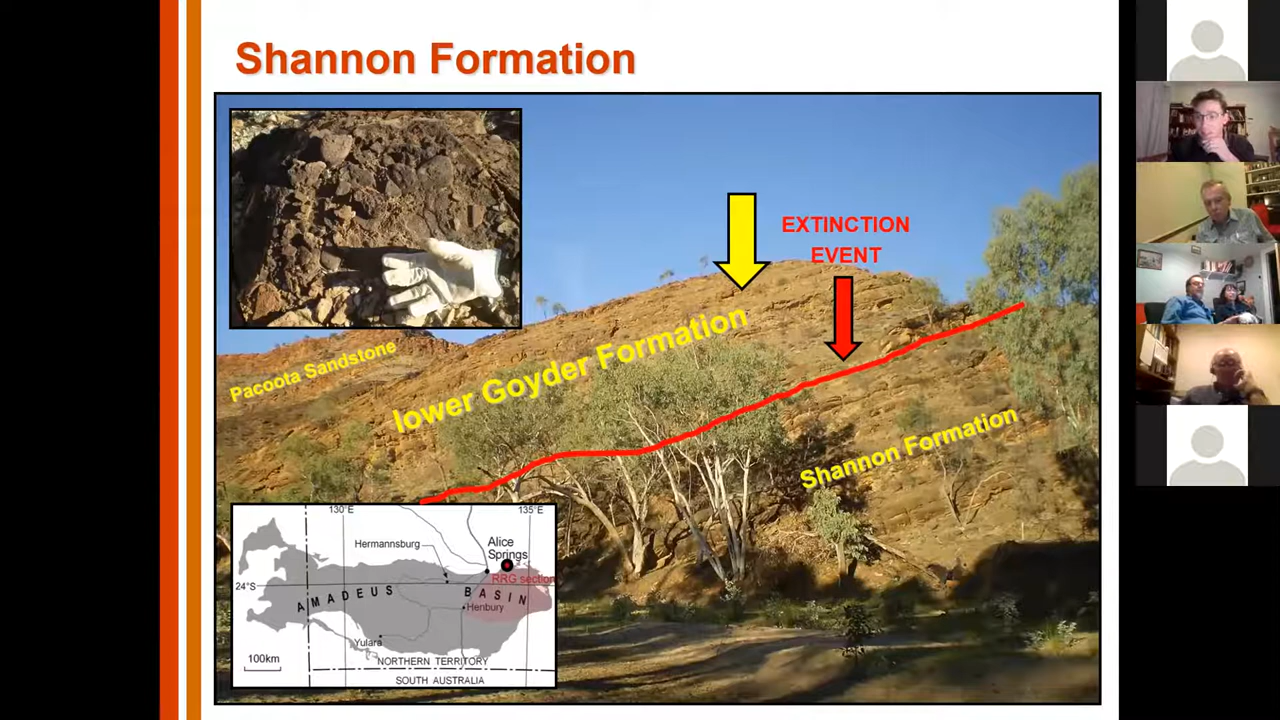 Shannon Formation
EXTINCTION
EVENT
Pacoota Sandstone
lower Goyder Formation
Shannon Formation
130°E
135°E
Alice
Springs
Hermannsburg
RRG section
24°S
AMADEUS BASIN
Henbury
Yulara
100km
NORTHERN TERRITORY
SOUTH AUSTRALIA